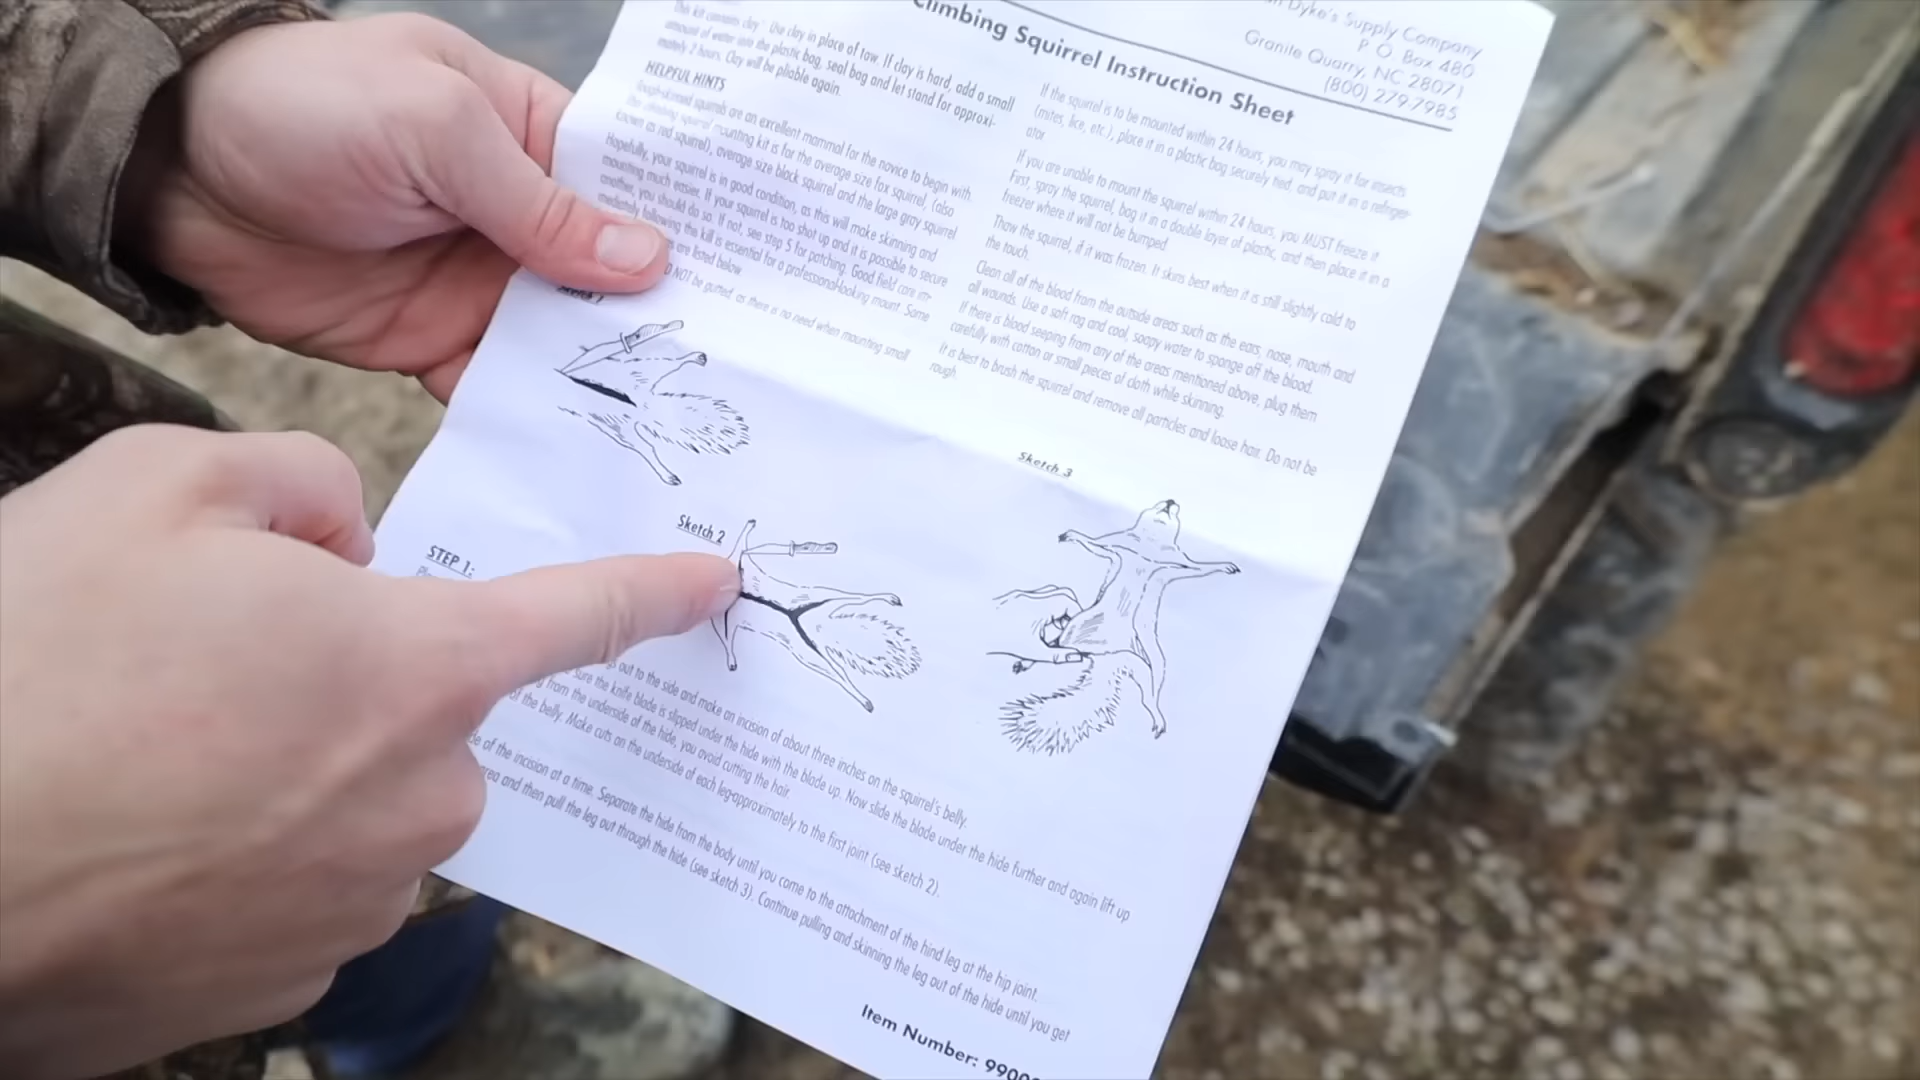 Dyke's Supply Company
P. O. Box 480
Granite Quarry, NC 28071
(800) 279-7985
Climbing Squirrel Instruction Sheet
This kit contains clay. Use clay in place of tow. If clay is hard, add a small
amount of water into the plastic bag, seal bag and let stand for approxi-
mately 2 hours. Clay will be pliable again.
HELPFUL HINTS
Tough-skinned squirrels are an excellent mammal for the novice to begin with.
The climbing squirrel mounting kit is for the average size fox squirrel, (also
known as red squirrel), average size black squirrel and the large gray squirrel
Hopefully, your squirrel is in good condition, as this will make skinning and
mounting much easier. If your squirrel is too shot up and it is possible to secure
another, you should do so. If not, see step 5 for patching. Good field care im-
mediately following the kill is essential for a professional-looking mount. Some
are listed below
NOT be gutted as there is no need when mounting small
If the squirrel is to be mounted within 24 hours, you may spray it for insects
(mites, lice, etc.), place it in a plastic bag securely tied, and put it in a refriger-
ator.
If you are unable to mount the squirrel within 24 hours, you MUST freeze it
First, spray the squirrel, bag it in a double layer of plastic, and then place it in a
freezer where it will not be bumped.
Thaw the squirrel, if it was frozen. It skins best when it is still slightly cold to
the touch.
Clean all of the blood from the outside areas such as the ears, nose, mouth and
all wounds. Use a soft rag and cool, soapy water to sponge off the blood.
If there is blood seeping from any of the areas mentioned above, plug them
carefully with cotton or small pieces of cloth while skinning.
It is best to brush the squirrel and remove all particles and loose hair. Do not be
rough
Sketch 1
Sketch 2
Sketch 3
STEP 1:
out to the side and make an incision of about three inches on the squirrel's belly.
sure the knife blade is slipped under the hide with the blade up. Now slide the blade under the hide further and again lift up
from the underside of the hide, you avoid cutting the hair.
of the belly. Make cuts on the underside of each leg-approximately to the first joint (see sketch 2).
of the incision at a time. Separate the hide from the body until you come to the attachment of the hind leg at the hip joint.
area and then pull the leg out through the hide (see sketch 3). Continue pulling and skinning the leg out of the hide until you get
Item Number: 9900